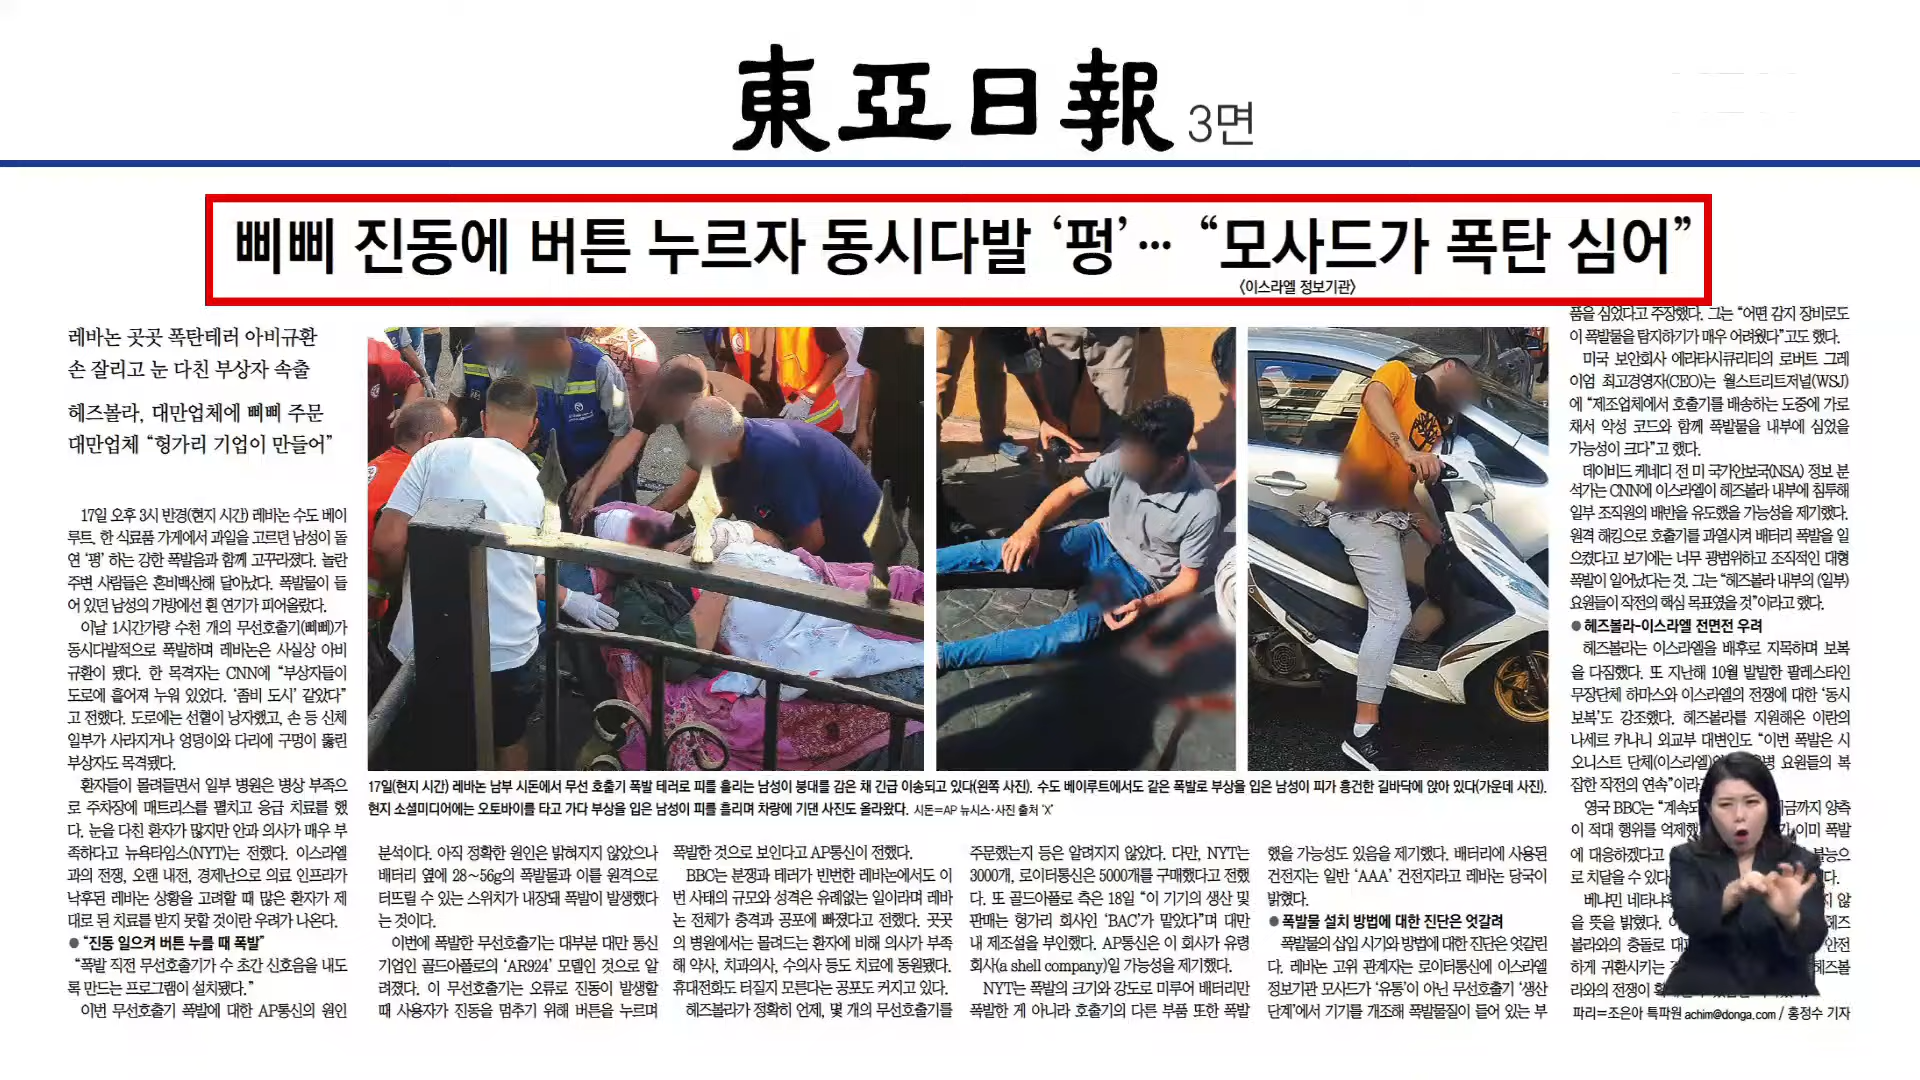 東亞日報 3면
삐삐 진동에 버튼 누르자 동시다발 ‘펑’… “모사드가 폭탄 심어”
〈이스라엘 정보기관〉
레바논 곳곳 폭탄테러 아비규환
손 잘리고 눈 다친 부상자 속출
헤즈볼라, 대만업체에 삐삐 주문
대만업체 “헝가리 기업이 만들어”
17일 오후 3시 반경(현지 시간) 레바논 수도 베이
루트. 한 식료품 가게에서 과일을 고르던 남성이 돌
연 ‘펑’ 하는 강한 폭발음과 함께 고꾸라졌다. 놀란
주변 사람들은 혼비백산해 달아났다. 폭발물이 들
어 있던 남성의 가방에선 흰 연기가 피어올랐다.
이날 1시간가량 수천 개의 무선호출기(삐삐)가
동시다발적으로 폭발하며 레바논은 사실상 아비
규환이 됐다. 한 목격자는 CNN에 “부상자들이
도로에 흩어져 누워 있었다. ‘좀비 도시’ 같았다”
고 전했다. 도로에는 선혈이 낭자했고, 손 등 신체
일부가 사라지거나 엉덩이와 다리에 구멍이 뚫린
부상자도 목격됐다.
환자들이 몰려들면서 일부 병원은 병상 부족으
로 주차장에 매트리스를 펼치고 응급 치료를 했
다. 눈을 다친 환자가 많지만 안과 의사가 매우 부
족하다고 뉴욕타임스(NYT)는 전했다. 이스라엘
과의 전쟁, 오랜 내전, 경제난으로 의료 인프라가
낙후된 레바논 상황을 고려할 때 많은 환자가 제
대로 된 치료를 받지 못할 것이란 우려가 나온다.
● “진동 일으켜 버튼 누를 때 폭발”
“폭발 직전 무선호출기가 수 초간 신호음을 내도
록 만드는 프로그램이 설치됐다.”
이번 무선호출기 폭발에 대한 AP통신의 원인
17일(현지 시간) 레바논 남부 시돈에서 무선 호출기 폭발 테러로 피를 흘리는 남성이 붕대를 감은 채 긴급 이송되고 있다(왼쪽 사진). 수도 베이루트에서도 같은 폭발로 부상을 입은 남성이 피가 흥건한 길바닥에 앉아 있다(가운데 사진).
현지 소셜미디어에는 오토바이를 타고 가다 부상을 입은 남성이 피를 흘리며 차량에 기댄 사진도 올라왔다. 시돈=AP 뉴시스·사진 출처 ‘X’
분석이다. 아직 정확한 원인은 밝혀지지 않았으나
배터리 옆에 28~56g의 폭발물과 이를 원격으로
터뜨릴 수 있는 스위치가 내장돼 폭발이 발생했다
는 것이다.
이번에 폭발한 무선호출기는 대부분 대만 통신
기업인 골드아폴로의 ‘AR924’ 모델인 것으로 알
려졌다. 이 무선호출기는 오류로 진동이 발생할
때 사용자가 진동을 멈추기 위해 버튼을 누르며
폭발한 것으로 보인다고 AP통신이 전했다.
BBC는 분쟁과 테러가 빈번한 레바논에서도 이
번 사태의 규모와 성격은 유례없는 일이라며 레바
논 전체가 충격과 공포에 빠졌다고 전했다. 곳곳
의 병원에서는 몰려드는 환자에 비해 의사가 부족
해 약사, 치과의사, 수의사 등도 치료에 동원됐다.
휴대전화도 터질지 모른다는 공포도 커지고 있다.
헤즈볼라가 정확히 언제, 몇 개의 무선호출기를
주문했는지 등은 알려지지 않았다. 다만, NYT는
3000개, 로이터통신은 5000개를 구매했다고 전했
다. 또 골드아폴로 측은 18일 “이 기기의 생산 및
판매는 헝가리 회사인 ‘BAC’가 맡았다”며 대만
내 제조설을 부인했다. AP통신은 이 회사가 유령
회사(a shell company)일 가능성을 제기했다.
NYT는 폭발의 크기와 강도로 미루어 배터리만
폭발한 게 아니라 호출기의 다른 부품 또한 폭발
했을 가능성도 있음을 제기했다. 배터리에 사용된
건전지는 일반 ‘AAA’ 건전지라고 레바논 당국이
밝혔다.
● 폭발물 설치 방법에 대한 진단은 엇갈려
폭발물의 삽입 시기와 방법에 대한 진단은 엇갈린
다. 레바논 고위 관계자는 로이터통신에 이스라엘
정보기관 모사드가 ‘유통’이 아닌 무선호출기 ‘생산
단계’에서 기기를 개조해 폭발물질이 들어 있는 부
품을 심었다고 주장했다. 그는 “어떤 감지 장비로도
이 폭발물을 탐지하기가 매우 어려웠다”고도 했다.
미국 보안회사 에라타시큐리티의 로버트 그레
이엄 최고경영자(CEO)는 월스트리트저널(WSJ)
에 “제조업체에서 호출기를 배송하는 도중에 가로
채서 악성 코드와 함께 폭발물을 내부에 심었을
가능성이 크다”고 했다.
데이비드 케네디 전 미 국가안보국(NSA) 정보 분
석가는 CNN에 이스라엘이 헤즈볼라 내부에 침투해
일부 조직원의 배반을 유도했을 가능성을 제기했다.
원격 해킹으로 호출기를 과열시켜 배터리 폭발을 일
으켰다고 보기에는 너무 광범위하고 조직적인 대형
폭발이 일어났다는 것. 그는 “헤즈볼라 내부의 (일부)
요원들이 작전의 핵심 목표였을 것”이라고 했다.
● 헤즈볼라-이스라엘 전면전 우려
헤즈볼라는 이스라엘을 배후로 지목하며 보복
을 다짐했다. 또 지난해 10월 발발한 팔레스타인
무장단체 하마스와 이스라엘의 전쟁에 대한 ‘동시
보복’도 강조했다. 헤즈볼라를 지원해온 이란의
나세르 카나니 외교부 대변인도 “이번 폭발은 시
오니스트 단체(이스라엘) 요원들의 복
잡한 작전의 연속”이라
영국 BBC는 “계속 지금까지 양측
이 적대 행위를 억제했 이미 폭발
에 대응하겠다고 불능으
로 치달을 수 있다 다.
베냐민 네타냐 않
을 뜻을 밝혔다. 헤즈
볼라와의 충돌로 대 안전
하게 귀환시키는 헤즈볼
라와의 전쟁이
파리=조은아 특파원 achim@donga.com / 홍정수 기자